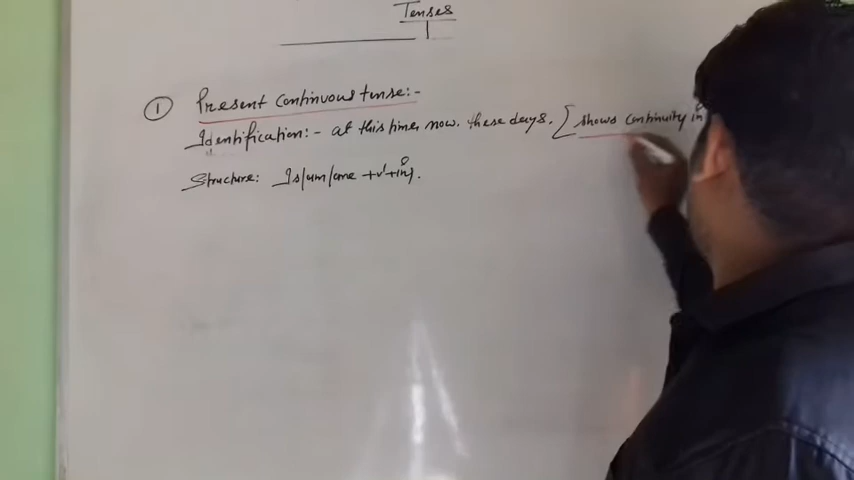 Tenses
① Present Continuous tense:-
Identification:- at this time, now. these days. [shows continuity in
Structure: Is/am/are +v¹+ing.